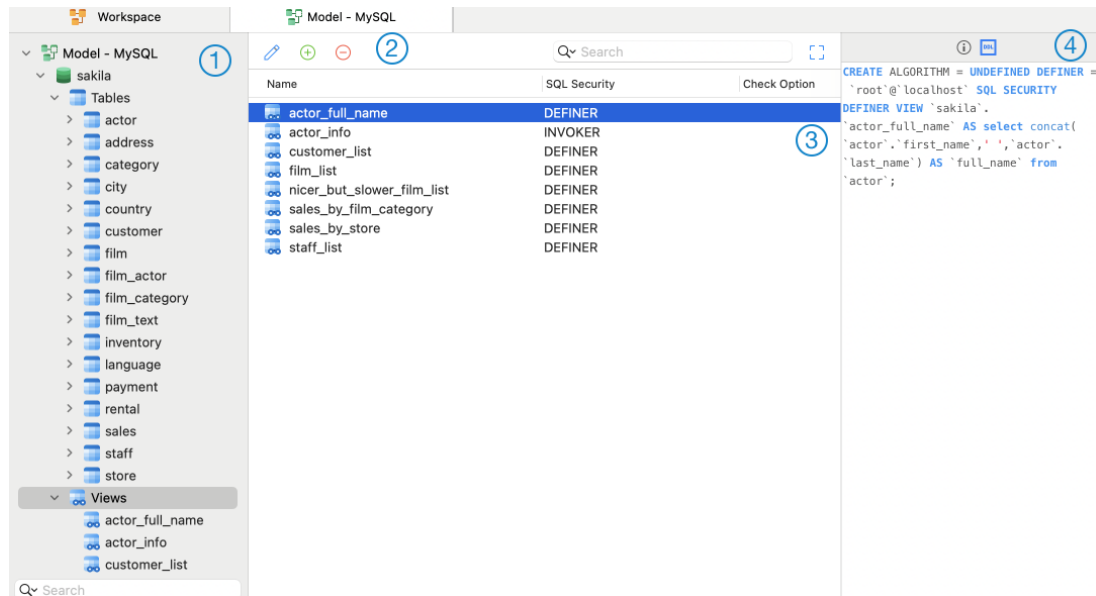 Workspace
Model - MySQL
Model - MySQL
1
sakila
Tables
actor
address
category
city
country
customer
film
film_actor
film_category
film_text
inventory
language
payment
rental
sales
staff
store
Views
actor_full_name
actor_info
customer_list
Search
2
Search
Name SQL Security Check Option
actor_full_name DEFINER
actor_info INVOKER
customer_list DEFINER
film_list DEFINER
nicer_but_slower_film_list DEFINER
sales_by_film_category DEFINER
sales_by_store DEFINER
staff_list DEFINER
3
DDL
4
CREATE ALGORITHM = UNDEFINED DEFINER =
`root`@`localhost` SQL SECURITY
DEFINER VIEW `sakila`.
`actor_full_name` AS select concat(
`actor`.`first_name`,' ',`actor`.
`last_name`) AS `full_name` from
`actor`;